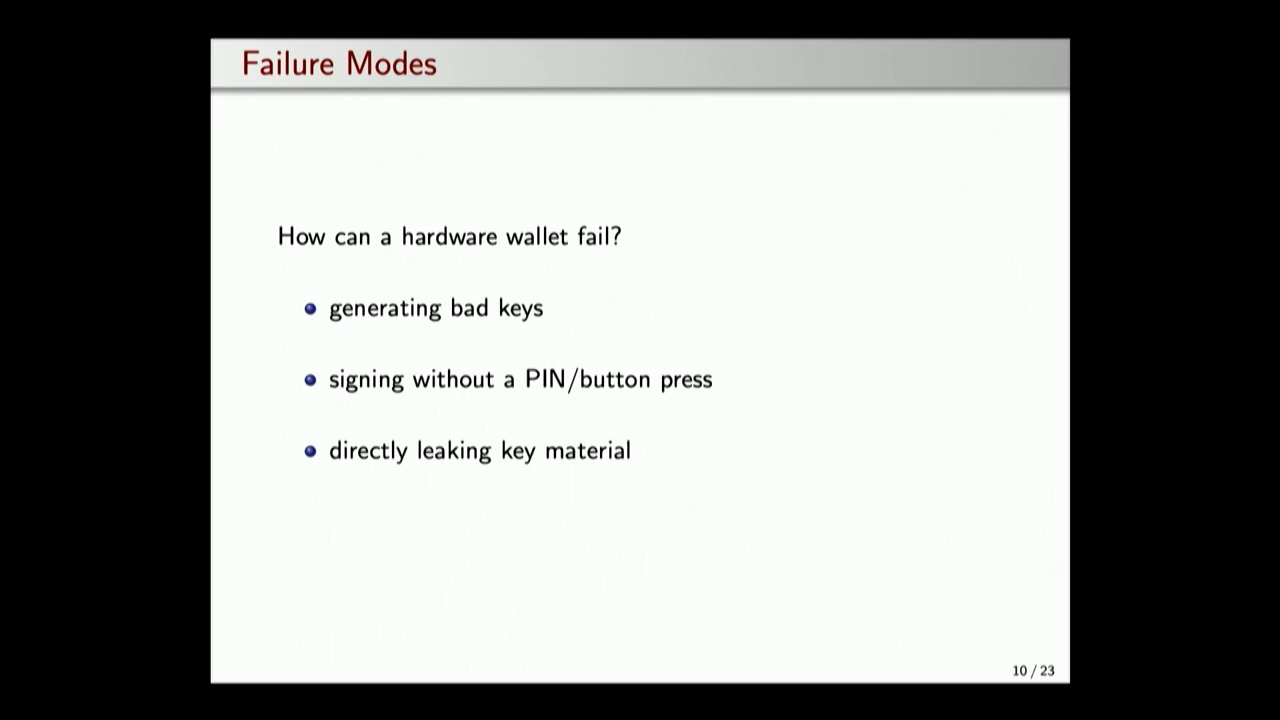 Failure Modes
How can a hardware wallet fail?
generating bad keys
signing without a PIN/button press
directly leaking key material
10 / 23